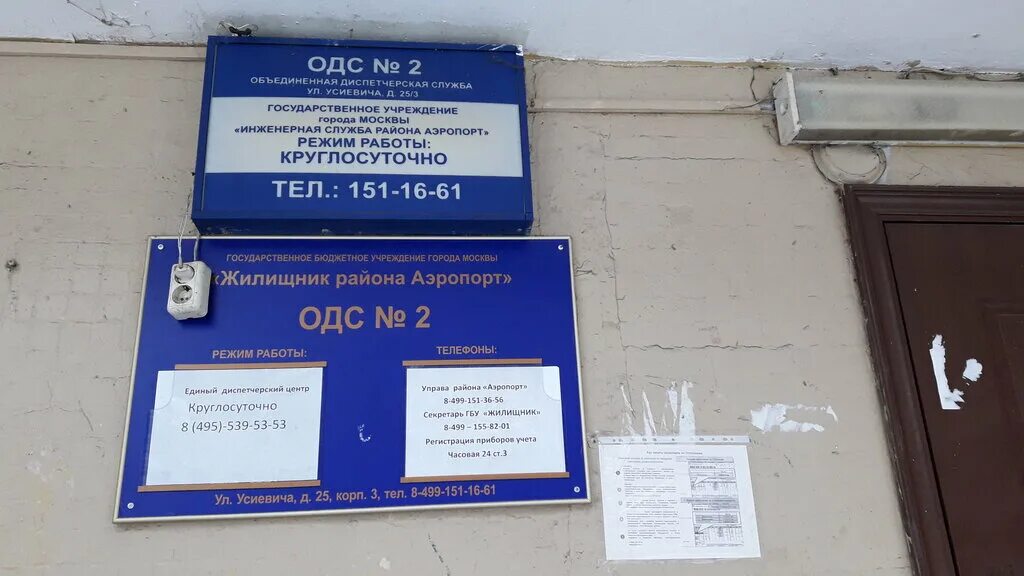 ОДС № 2
ОБЪЕДИНЕННАЯ ДИСПЕТЧЕРСКАЯ СЛУЖБА
УЛ. УСИЕВИЧА, Д. 25/3
ГОСУДАРСТВЕННОЕ УЧРЕЖДЕНИЕ
города МОСКВЫ
«ИНЖЕНЕРНАЯ СЛУЖБА РАЙОНА АЭРОПОРТ»
РЕЖИМ РАБОТЫ:
КРУГЛОСУТОЧНО
ТЕЛ.: 151-16-61
ГОСУДАРСТВЕННОЕ БЮДЖЕТНОЕ УЧРЕЖДЕНИЕ ГОРОДА МОСКВЫ
«Жилищник района Аэропорт»
ОДС № 2
РЕЖИМ РАБОТЫ:
Единый диспетчерский центр
Круглосуточно
8 (495)-539-53-53
ТЕЛЕФОНЫ:
Управа района «Аэропорт»
8-499-151-36-56
Секретарь ГБУ «ЖИЛИЩНИК»
8-499 – 155-82-01
Регистрация приборов учета
Часовая 24 ст.3
Ул. Усиевича, д. 25, корп. 3, тел. 8-499-151-16-61